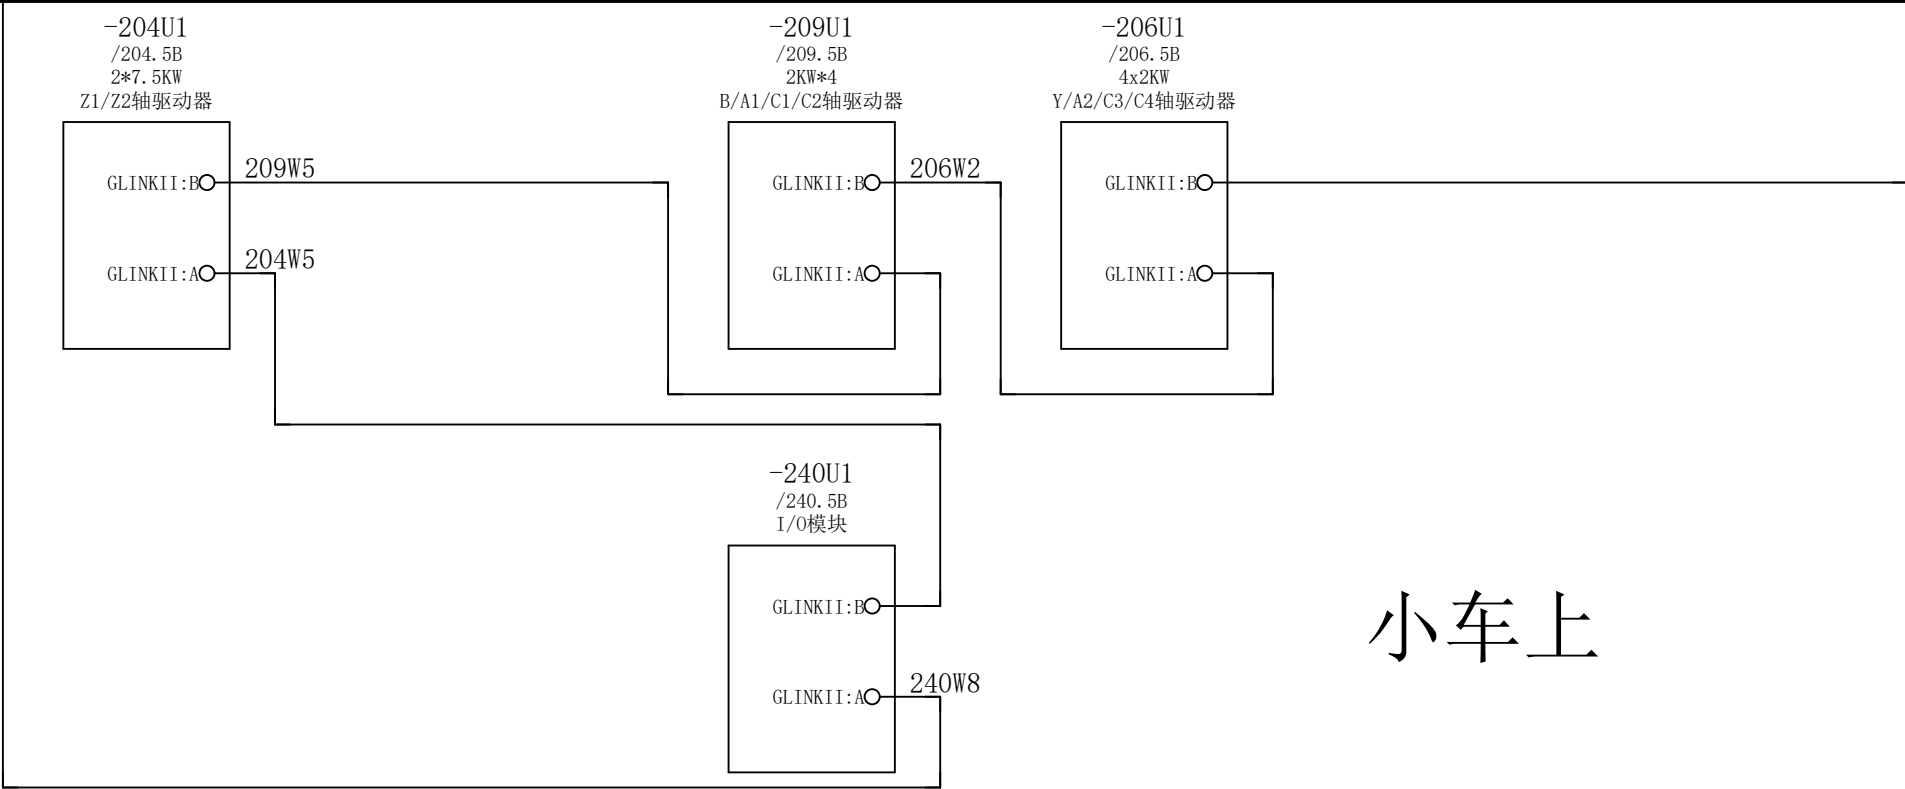 -204U1
/204.5B
2*7.5KW
Z1/Z2轴驱动器
GLINKII:B
209W5
GLINKII:A
204W5
-209U1
/209.5B
2KW*4
B/A1/C1/C2轴驱动器
GLINKII:B
206W2
GLINKII:A
-206U1
/206.5B
4x2KW
Y/A2/C3/C4轴驱动器
GLINKII:B
GLINKII:A
-240U1
/240.5B
I/O模块
GLINKII:B
GLINKII:A
240W8
小车上